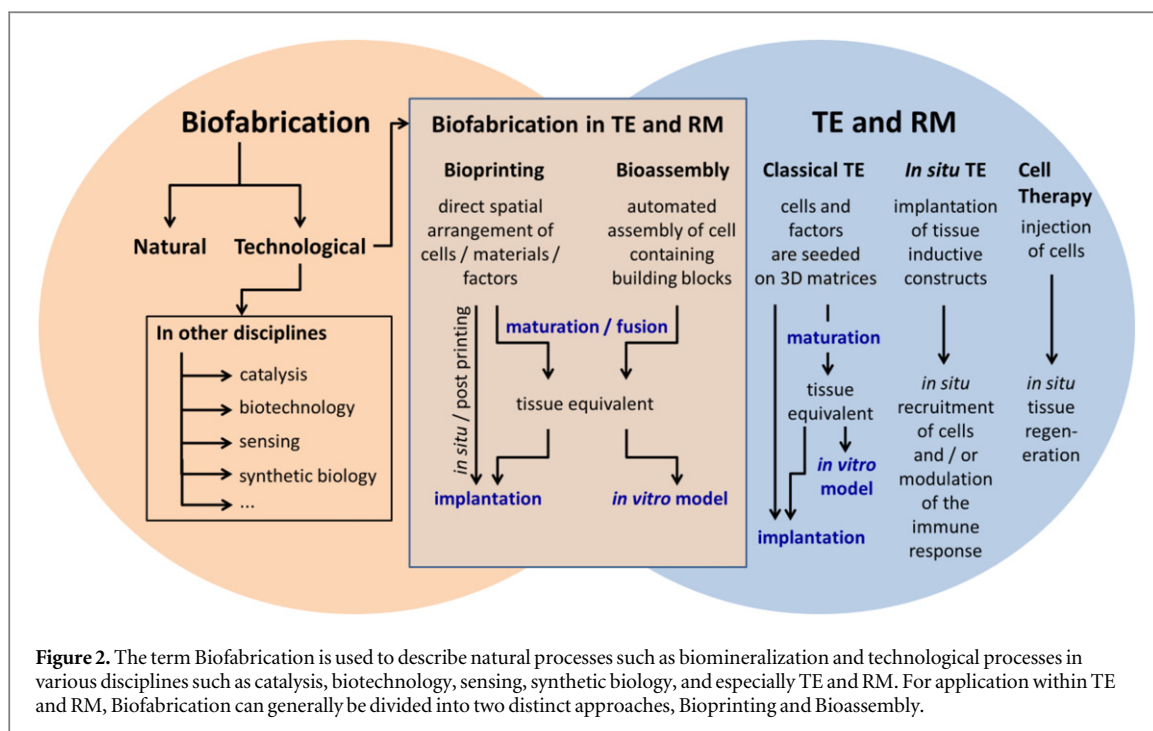 Biofabrication
Natural
Technological
In other disciplines
catalysis
biotechnology
sensing
synthetic biology
...
Biofabrication in TE and RM
Bioprinting
direct spatial
arrangement of
cells / materials /
factors
Bioassembly
automated
assembly of cell
containing
building blocks
maturation / fusion
in situ / post printing
tissue equivalent
implantation
in vitro model
TE and RM
Classical TE
cells and
factors
are seeded
on 3D matrices
maturation
tissue
equivalent
in vitro
model
implantation
In situ TE
implantation
of tissue
inductive
constructs
in situ
recruitment
of cells
and / or
modulation
of the
immune
response
Cell
Therapy
injection
of cells
in situ
tissue
regen-
eration
Figure 2. The term Biofabrication is used to describe natural processes such as biomineralization and technological processes in
various disciplines such as catalysis, biotechnology, sensing, synthetic biology, and especially TE and RM. For application within TE
and RM, Biofabrication can generally be divided into two distinct approaches, Bioprinting and Bioassembly.